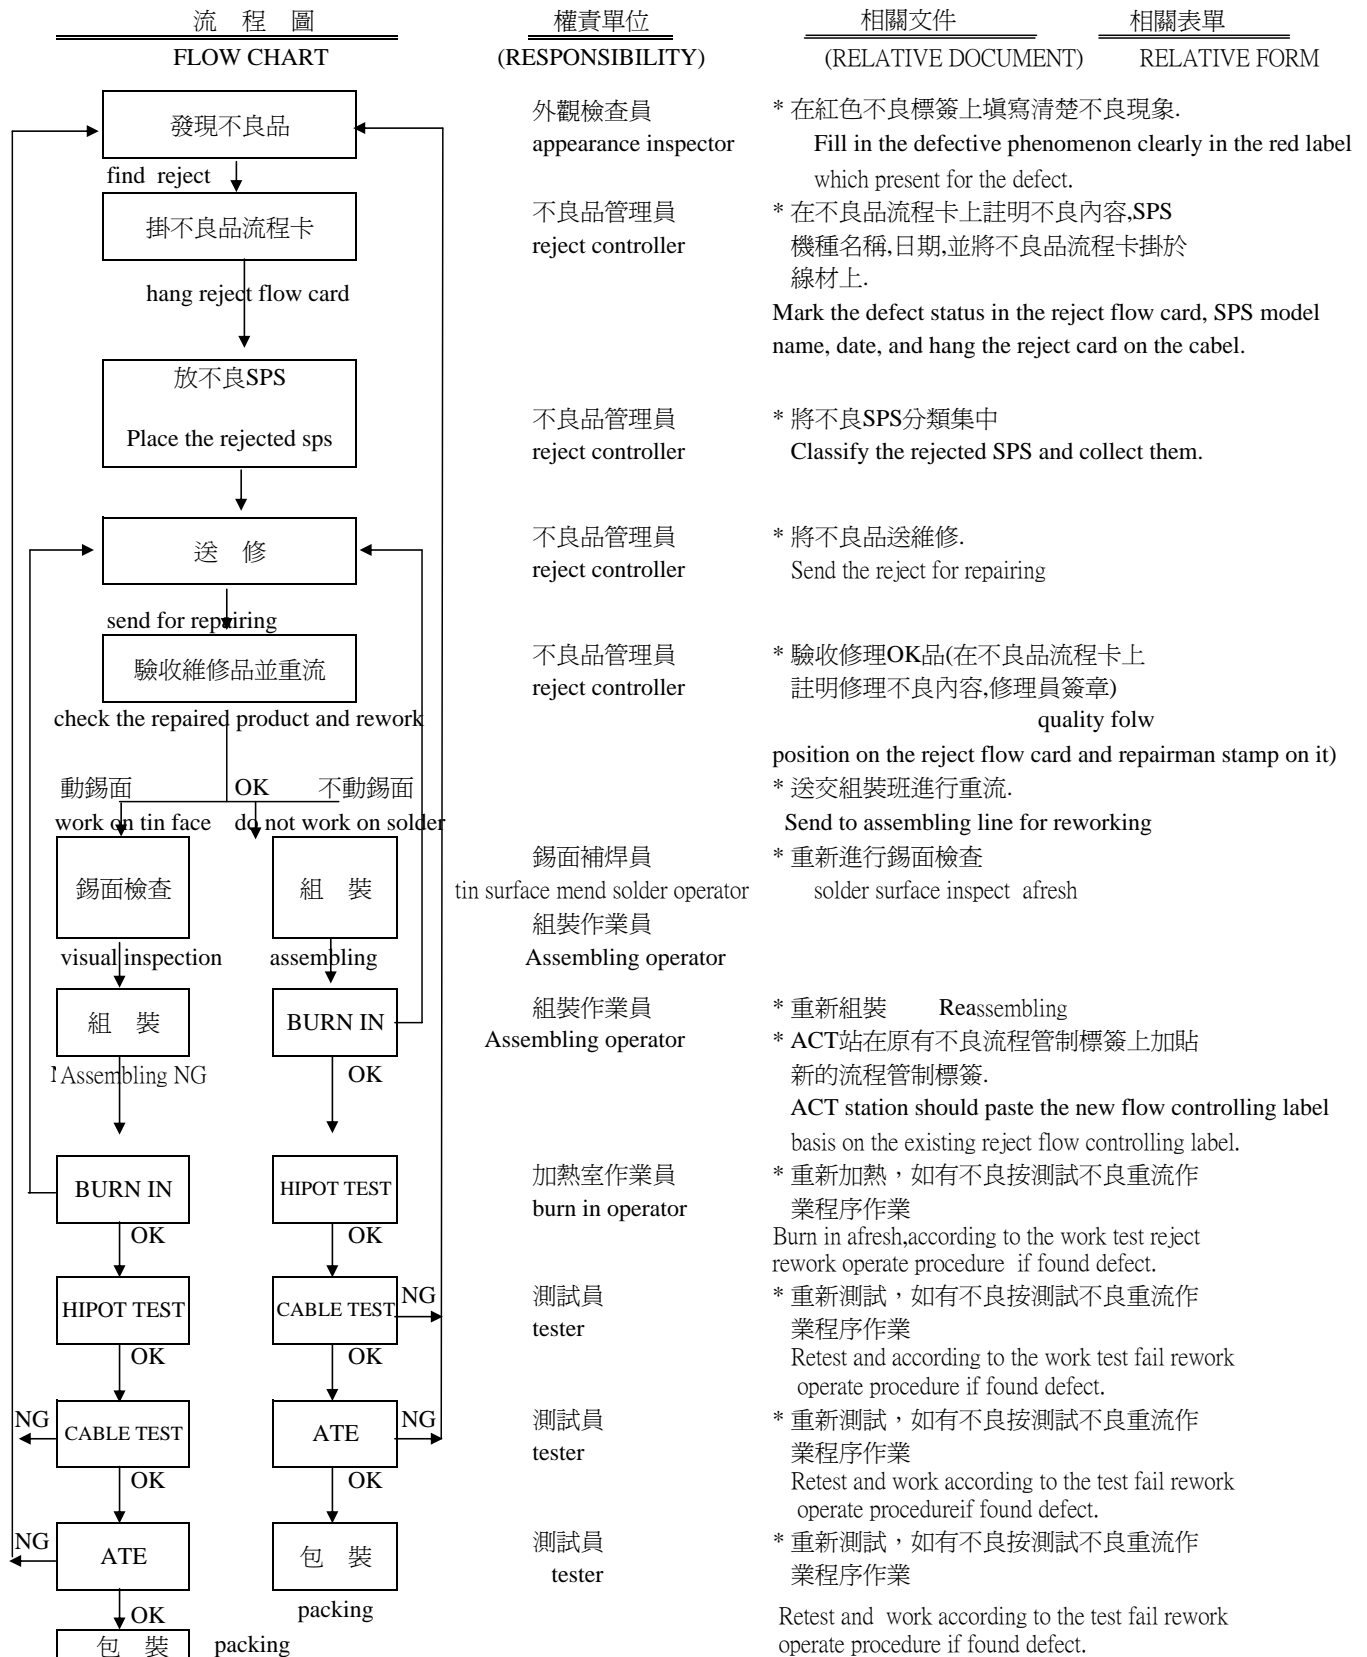 流 程 圖 權責單位 相關文件 相關表單
FLOW CHART (RESPONSIBILITY) (RELATIVE DOCUMENT) RELATIVE FORM
發現不良品 外觀檢查員 * 在紅色不良標簽上填寫清楚不良現象.
appearance inspector Fill in the defective phenomenon clearly in the red label
find reject which present for the defect.
掛不良品流程卡 不良品管理員 * 在不良品流程卡上註明不良內容,SPS
reject controller 機種名稱,日期,並將不良品流程卡掛於
線材上.
hang reject flow card
Mark the defect status in the reject flow card, SPS model
name, date, and hang the reject card on the cabel.
放不良SPS
不良品管理員 * 將不良SPS分類集中
Place the rejected sps reject controller Classify the rejected SPS and collect them.
送 修 不良品管理員 * 將不良品送維修.
reject controller Send the reject for repairing
send for repairing
驗收維修品並重流 不良品管理員 * 驗收修理OK品(在不良品流程卡上
reject controller 註明修理不良內容,修理員簽章)
check the repaired product and rework quality folw
position on the reject flow card and repairman stamp on it)
動錫面 OK 不動錫面 * 送交組裝班進行重流.
work on tin face do not work on solder Send to assembling line for reworking
錫面補焊員 * 重新進行錫面檢查
錫面檢查 組 裝 tin surface mend solder operator solder surface inspect afresh
組裝作業員
visual inspection assembling Assembling operator
組裝作業員 * 重新組裝 Reassembling
組 裝 BURN IN Assembling operator * ACT站在原有不良流程管制標簽上加貼
Assembling NG OK 新的流程管制標簽.
ACT station should paste the new flow controlling label
basis on the existing reject flow controlling label.
BURN IN HIPOT TEST 加熱室作業員 * 重新加熱，如有不良按測試不良重流作
burn in operator 業程序作業
OK OK Burn in afresh,according to the work test reject
rework operate procedure if found defect.
HIPOT TEST CABLE TEST NG 測試員 * 重新測試，如有不良按測試不良重流作
tester 業程序作業
OK OK Retest and according to the work test fail rework
operate procedure if found defect.
NG CABLE TEST ATE NG 測試員 * 重新測試，如有不良按測試不良重流作
tester 業程序作業
OK OK Retest and work according to the test fail rework
operate procedureif found defect.
NG ATE 包 裝 測試員 * 重新測試，如有不良按測試不良重流作
tester 業程序作業
OK packing Retest and work according to the test fail rework
包 裝 packing operate procedure if found defect.